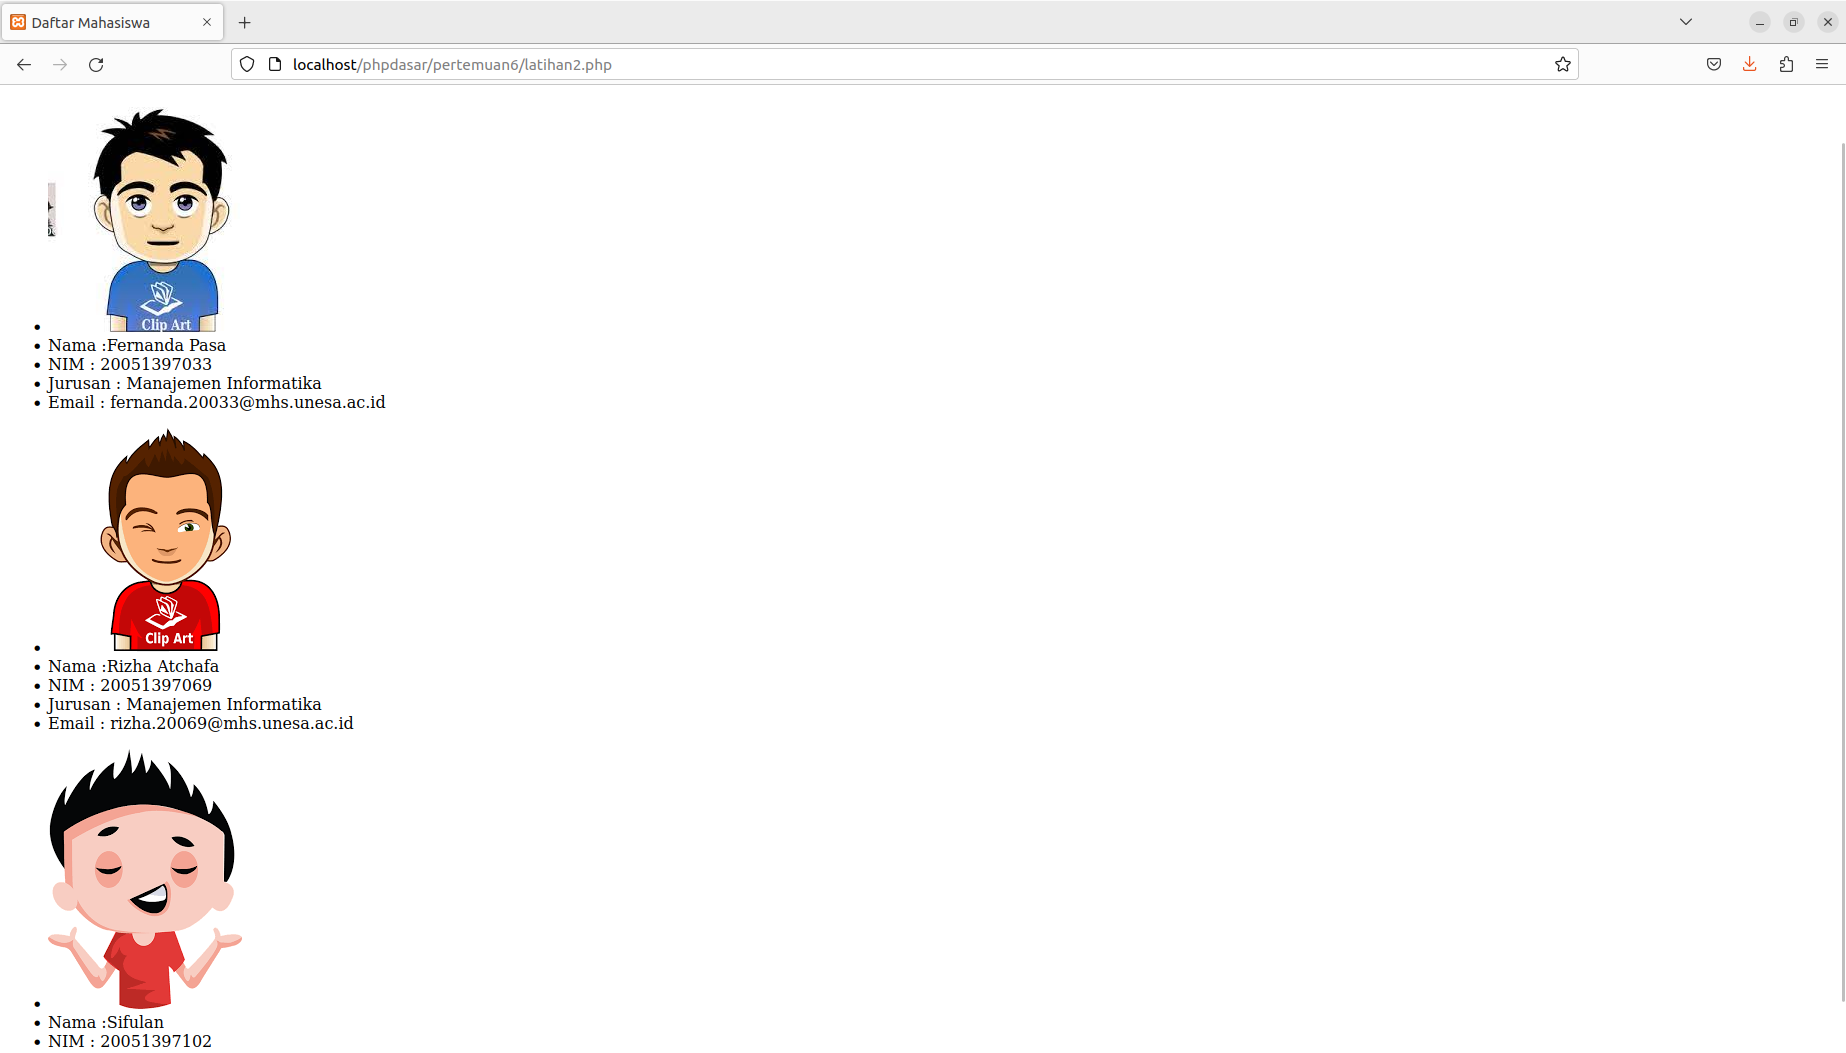 Daftar Mahasiswa
localhost/phpdasar/pertemuan6/latihan2.php
Clip Art
Nama :Fernanda Pasa
NIM : 20051397033
Jurusan : Manajemen Informatika
Email : fernanda.20033@mhs.unesa.ac.id
Clip Art
Nama :Rizha Atchafa
NIM : 20051397069
Jurusan : Manajemen Informatika
Email : rizha.20069@mhs.unesa.ac.id
Nama :Sifulan
NIM : 20051397102